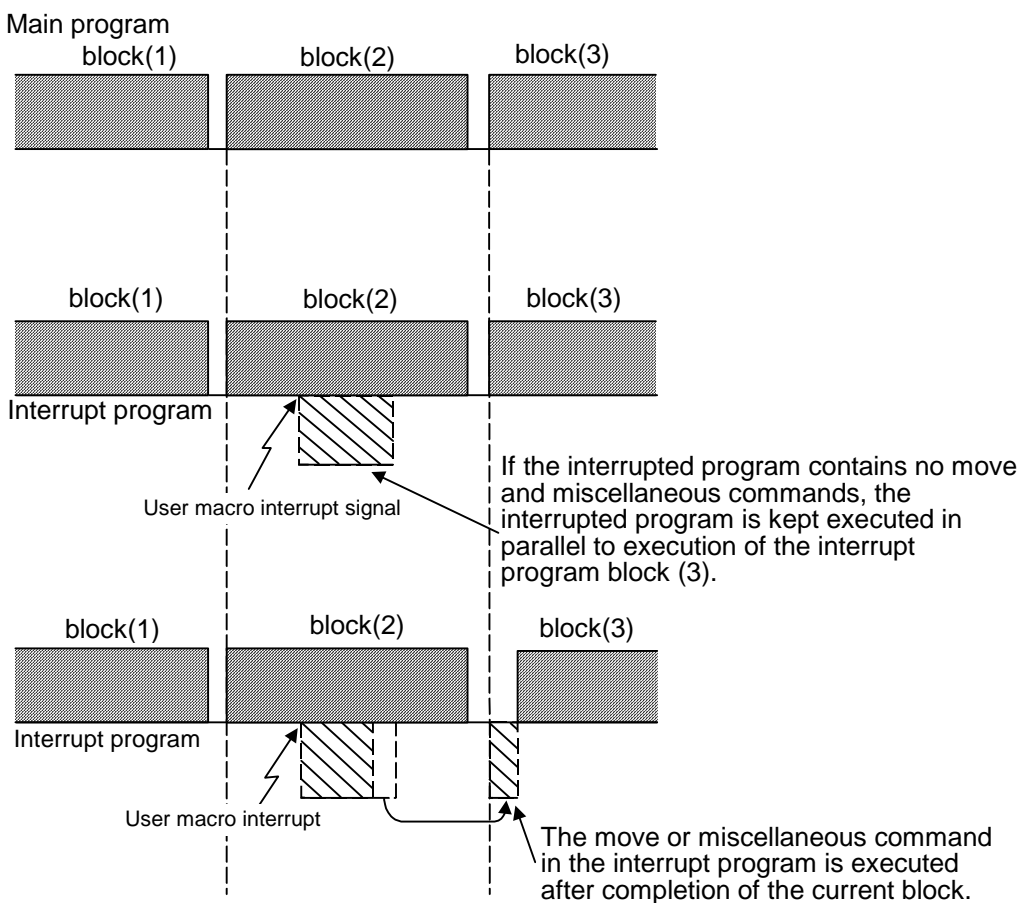 Main program
block(1) block(2) block(3)
block(1) block(2) block(3)
Interrupt program
User macro interrupt signal
If the interrupted program contains no move
and miscellaneous commands, the
interrupted program is kept executed in
parallel to execution of the interrupt
program block (3).
block(1) block(2) block(3)
Interrupt program
User macro interrupt
The move or miscellaneous command
in the interrupt program is executed
after completion of the current block.